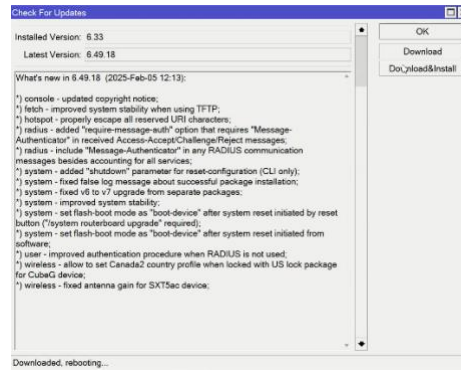 Check For Updates
Installed Version: 6.33
Latest Version: 6.49.18
OK
Download
Download&Install
What's new in 6.49.18 (2025-Feb-05 12:13):
*) console - updated copyright notice;
*) fetch - improved system stability when using TFTP;
*) hotspot - properly escape all reserved URI characters;
*) radius - added "require-message-auth" option that requires "Message-
Authenticator" in received Access-Accept/Challenge/Reject messages;
*) radius - include "Message-Authenticator" in any RADIUS communication
messages besides accounting for all services;
*) system - added "shutdown" parameter for reset-configuration (CLI only);
*) system - fixed false log message about successful package installation;
*) system - fixed v6 to v7 upgrade from separate packages;
*) system - improved system stability;
*) system - set flash-boot mode as "boot-device" after system reset initiated by reset
button ("/system routerboard upgrade" required);
*) system - set flash-boot mode as "boot-device" after system reset initiated from
software;
*) user - improved authentication procedure when RADIUS is not used;
*) wireless - allow to set Canada2 country profile when locked with US lock package
for CubeG device;
*) wireless - fixed antenna gain for SXT5ac device;
Downloaded, rebooting...